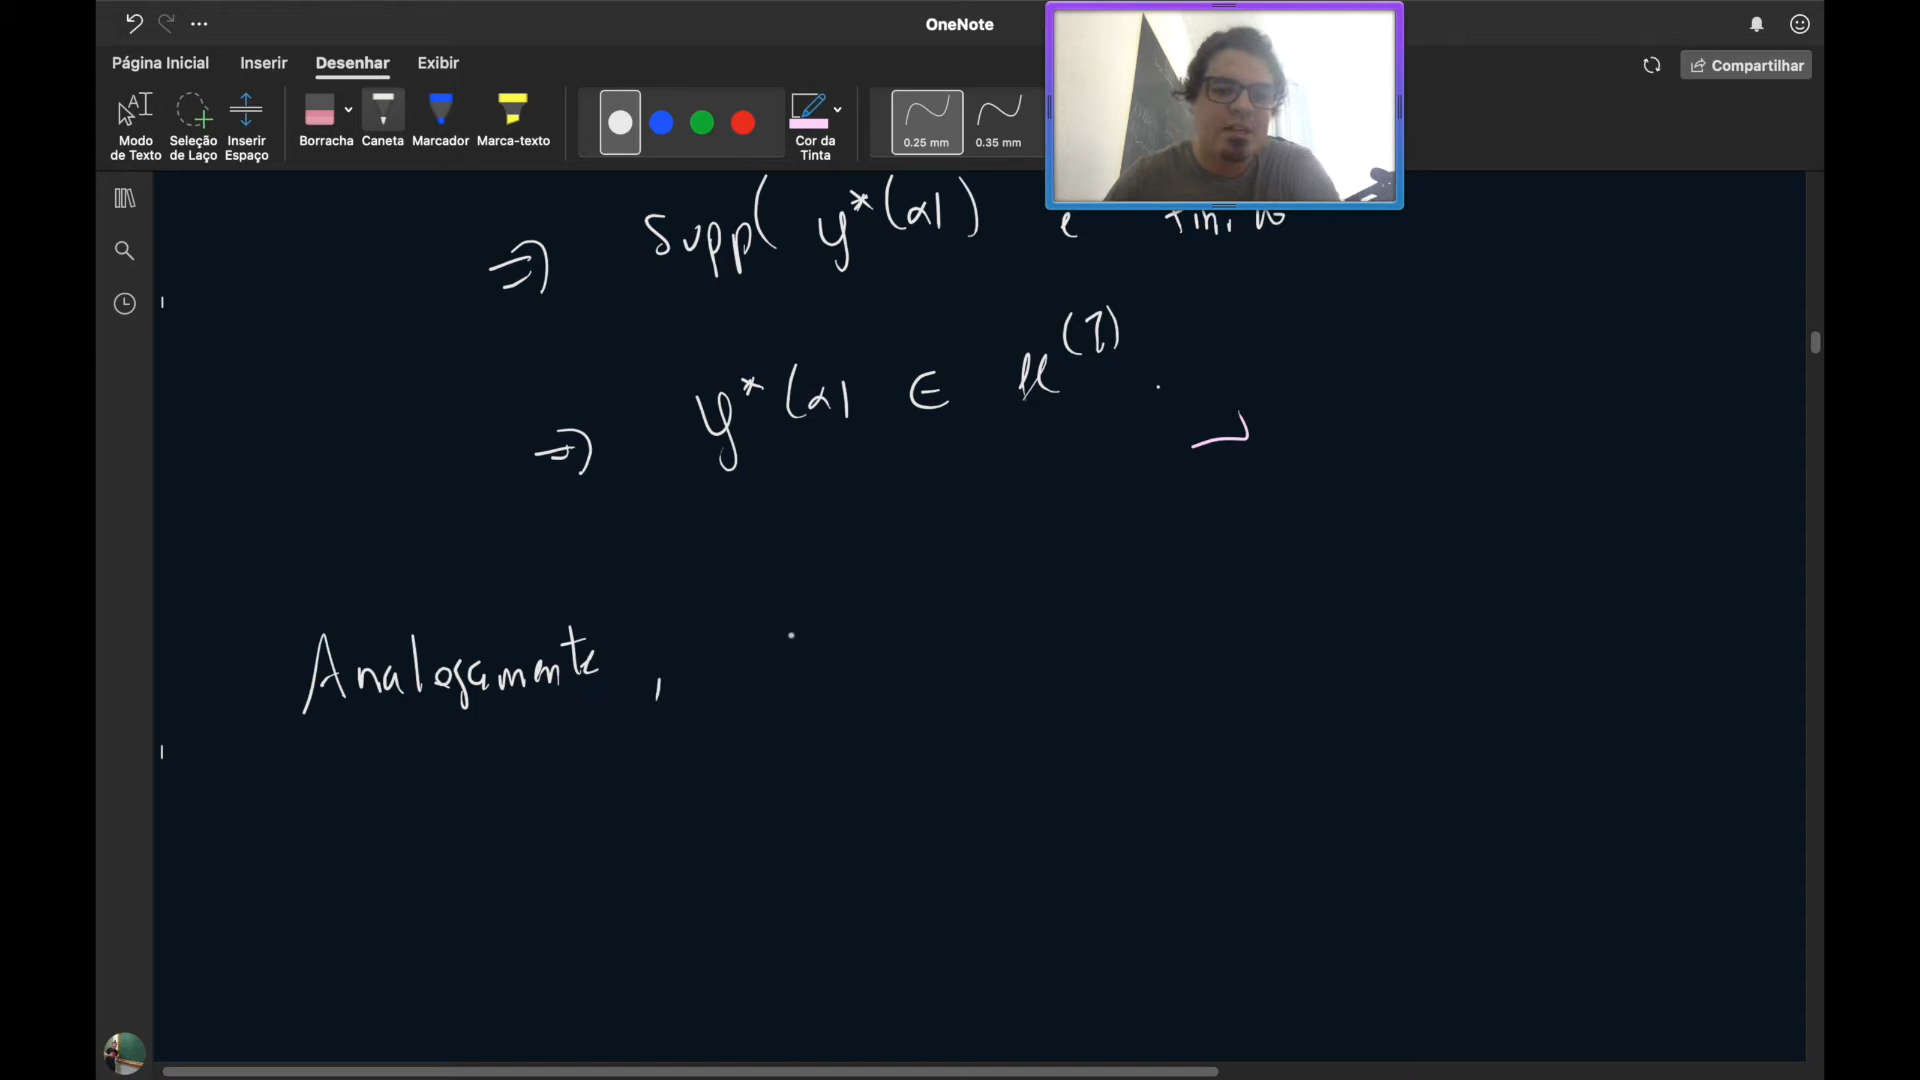 OneNote
Página Inicial Inserir Desenhar Exibir
Compartilhar
Modo de Texto
Seleção de Laço
Inserir Espaço
Borracha
Caneta
Marcador
Marca-texto
Cor da Tinta
0.25 mm
0.35 mm
=> Supp( y*(α) ) é finito
=> y*(α) ∈
Analogamente ,